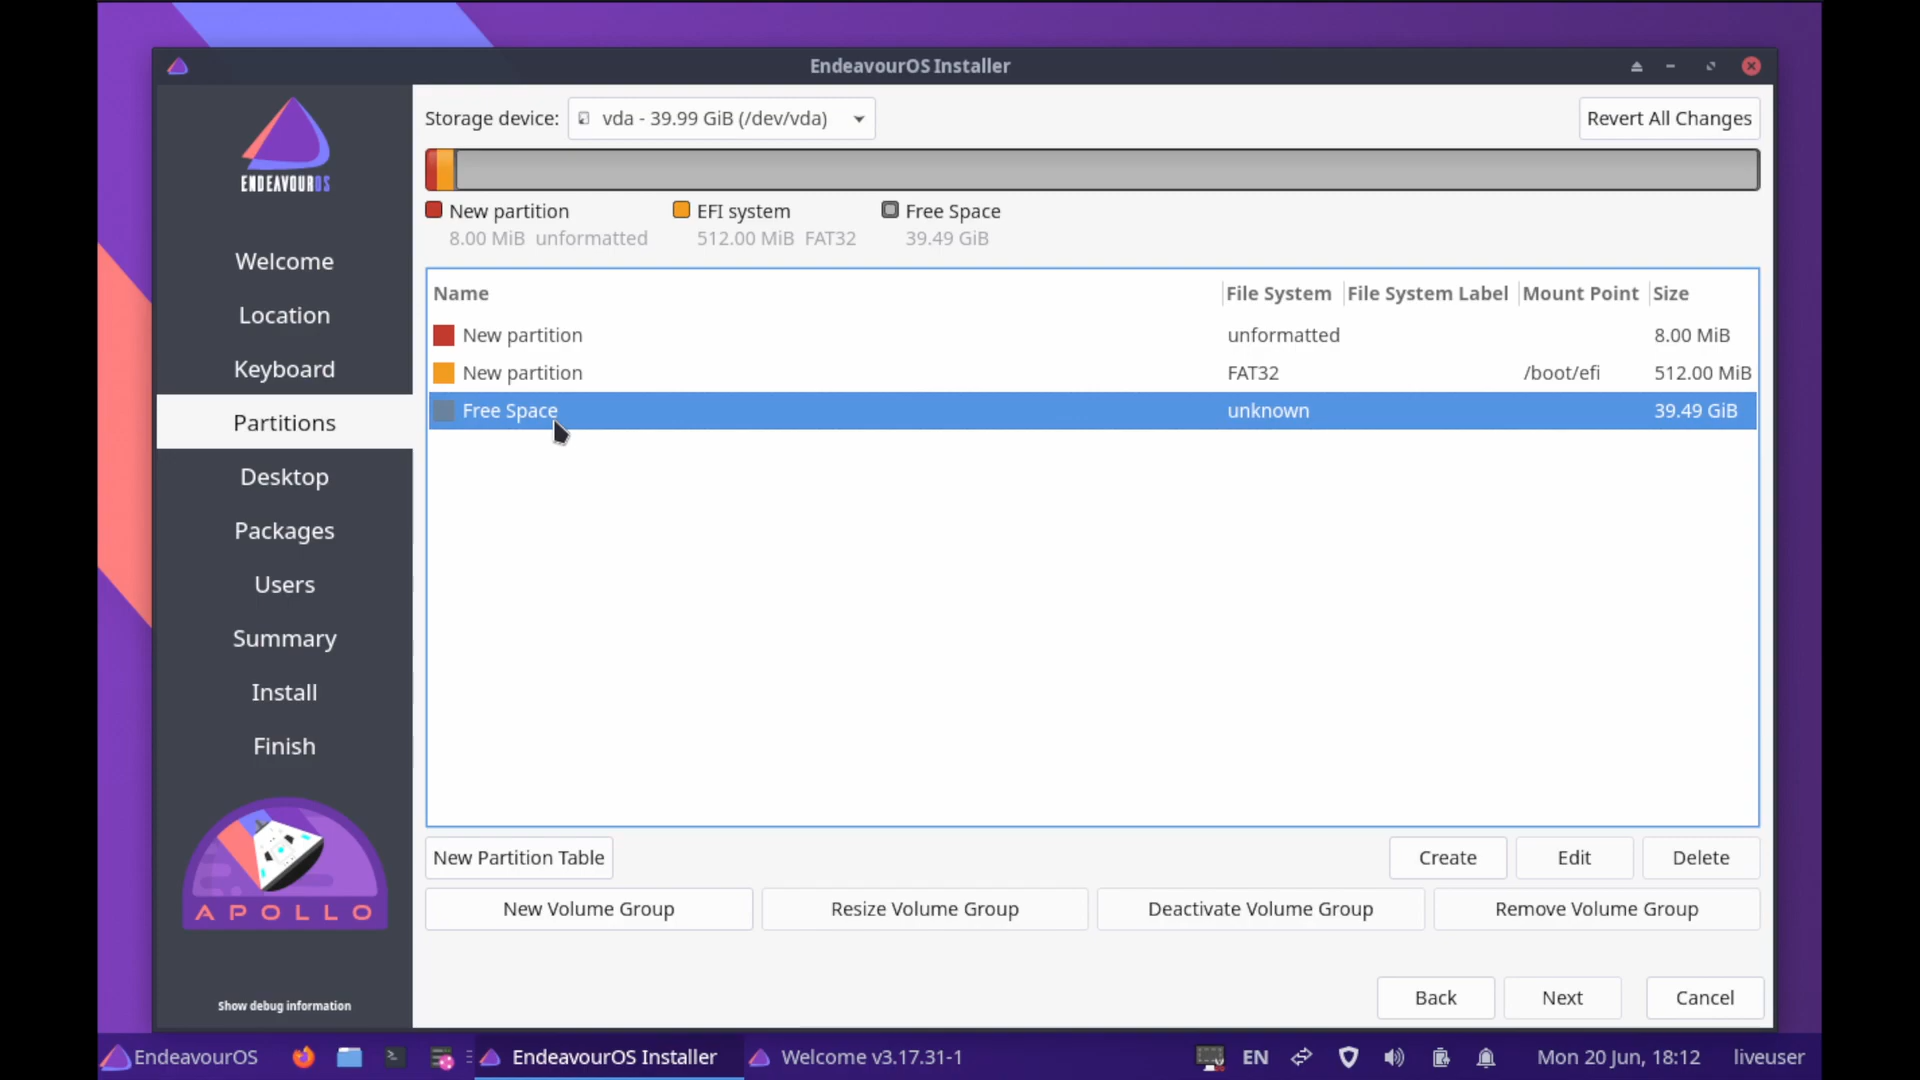 EndeavourOS Installer
ENDEAVOUROS
Welcome
Location
Keyboard
Partitions
Desktop
Packages
Users
Summary
Install
Finish
APOLLO
Show debug information
Storage device: vda - 39.99 GiB (/dev/vda) Revert All Changes
New partition EFI system Free Space
8.00 MiB unformatted 512.00 MiB FAT32 39.49 GiB
Name File System File System Label Mount Point Size
New partition unformatted 8.00 MiB
New partition FAT32 /boot/efi 512.00 MiB
Free Space unknown 39.49 GiB
New Partition Table Create Edit Delete
New Volume Group Resize Volume Group Deactivate Volume Group Remove Volume Group
Back Next Cancel
EndeavourOS EndeavourOS Installer Welcome v3.17.31-1 EN Mon 20 Jun, 18:12 liveuser